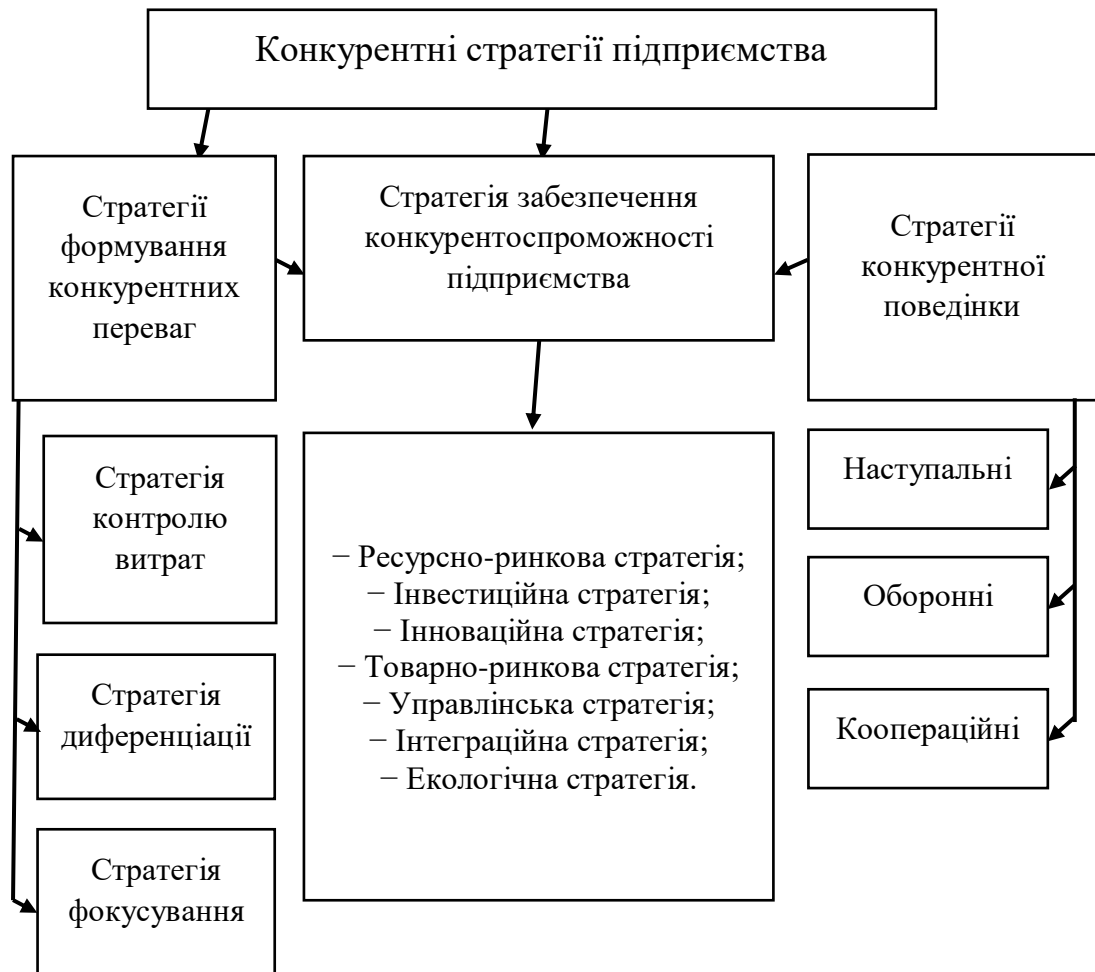 Конкурентні стратегії підприємства
Стратегії
формування
конкурентних
переваг
Стратегія забезпечення
конкурентоспроможності
підприємства
Стратегії
конкурентної
поведінки
Стратегія
контролю
витрат
Стратегія
диференціації
Стратегія
фокусування
− Ресурсно-ринкова стратегія;
− Інвестиційна стратегія;
− Інноваційна стратегія;
− Товарно-ринкова стратегія;
− Управлінська стратегія;
− Інтеграційна стратегія;
− Екологічна стратегія.
Наступальні
Оборонні
Коопераційні